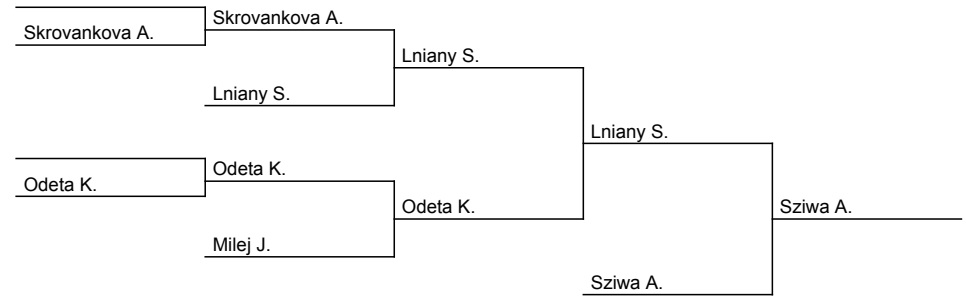 Skrovankova A.
Skrovankova A.
Lniany S.
Lniany S.
Lniany S.
Odeta K.
Odeta K.
Odeta K.
Sziwa A.
Milej J.
Sziwa A.